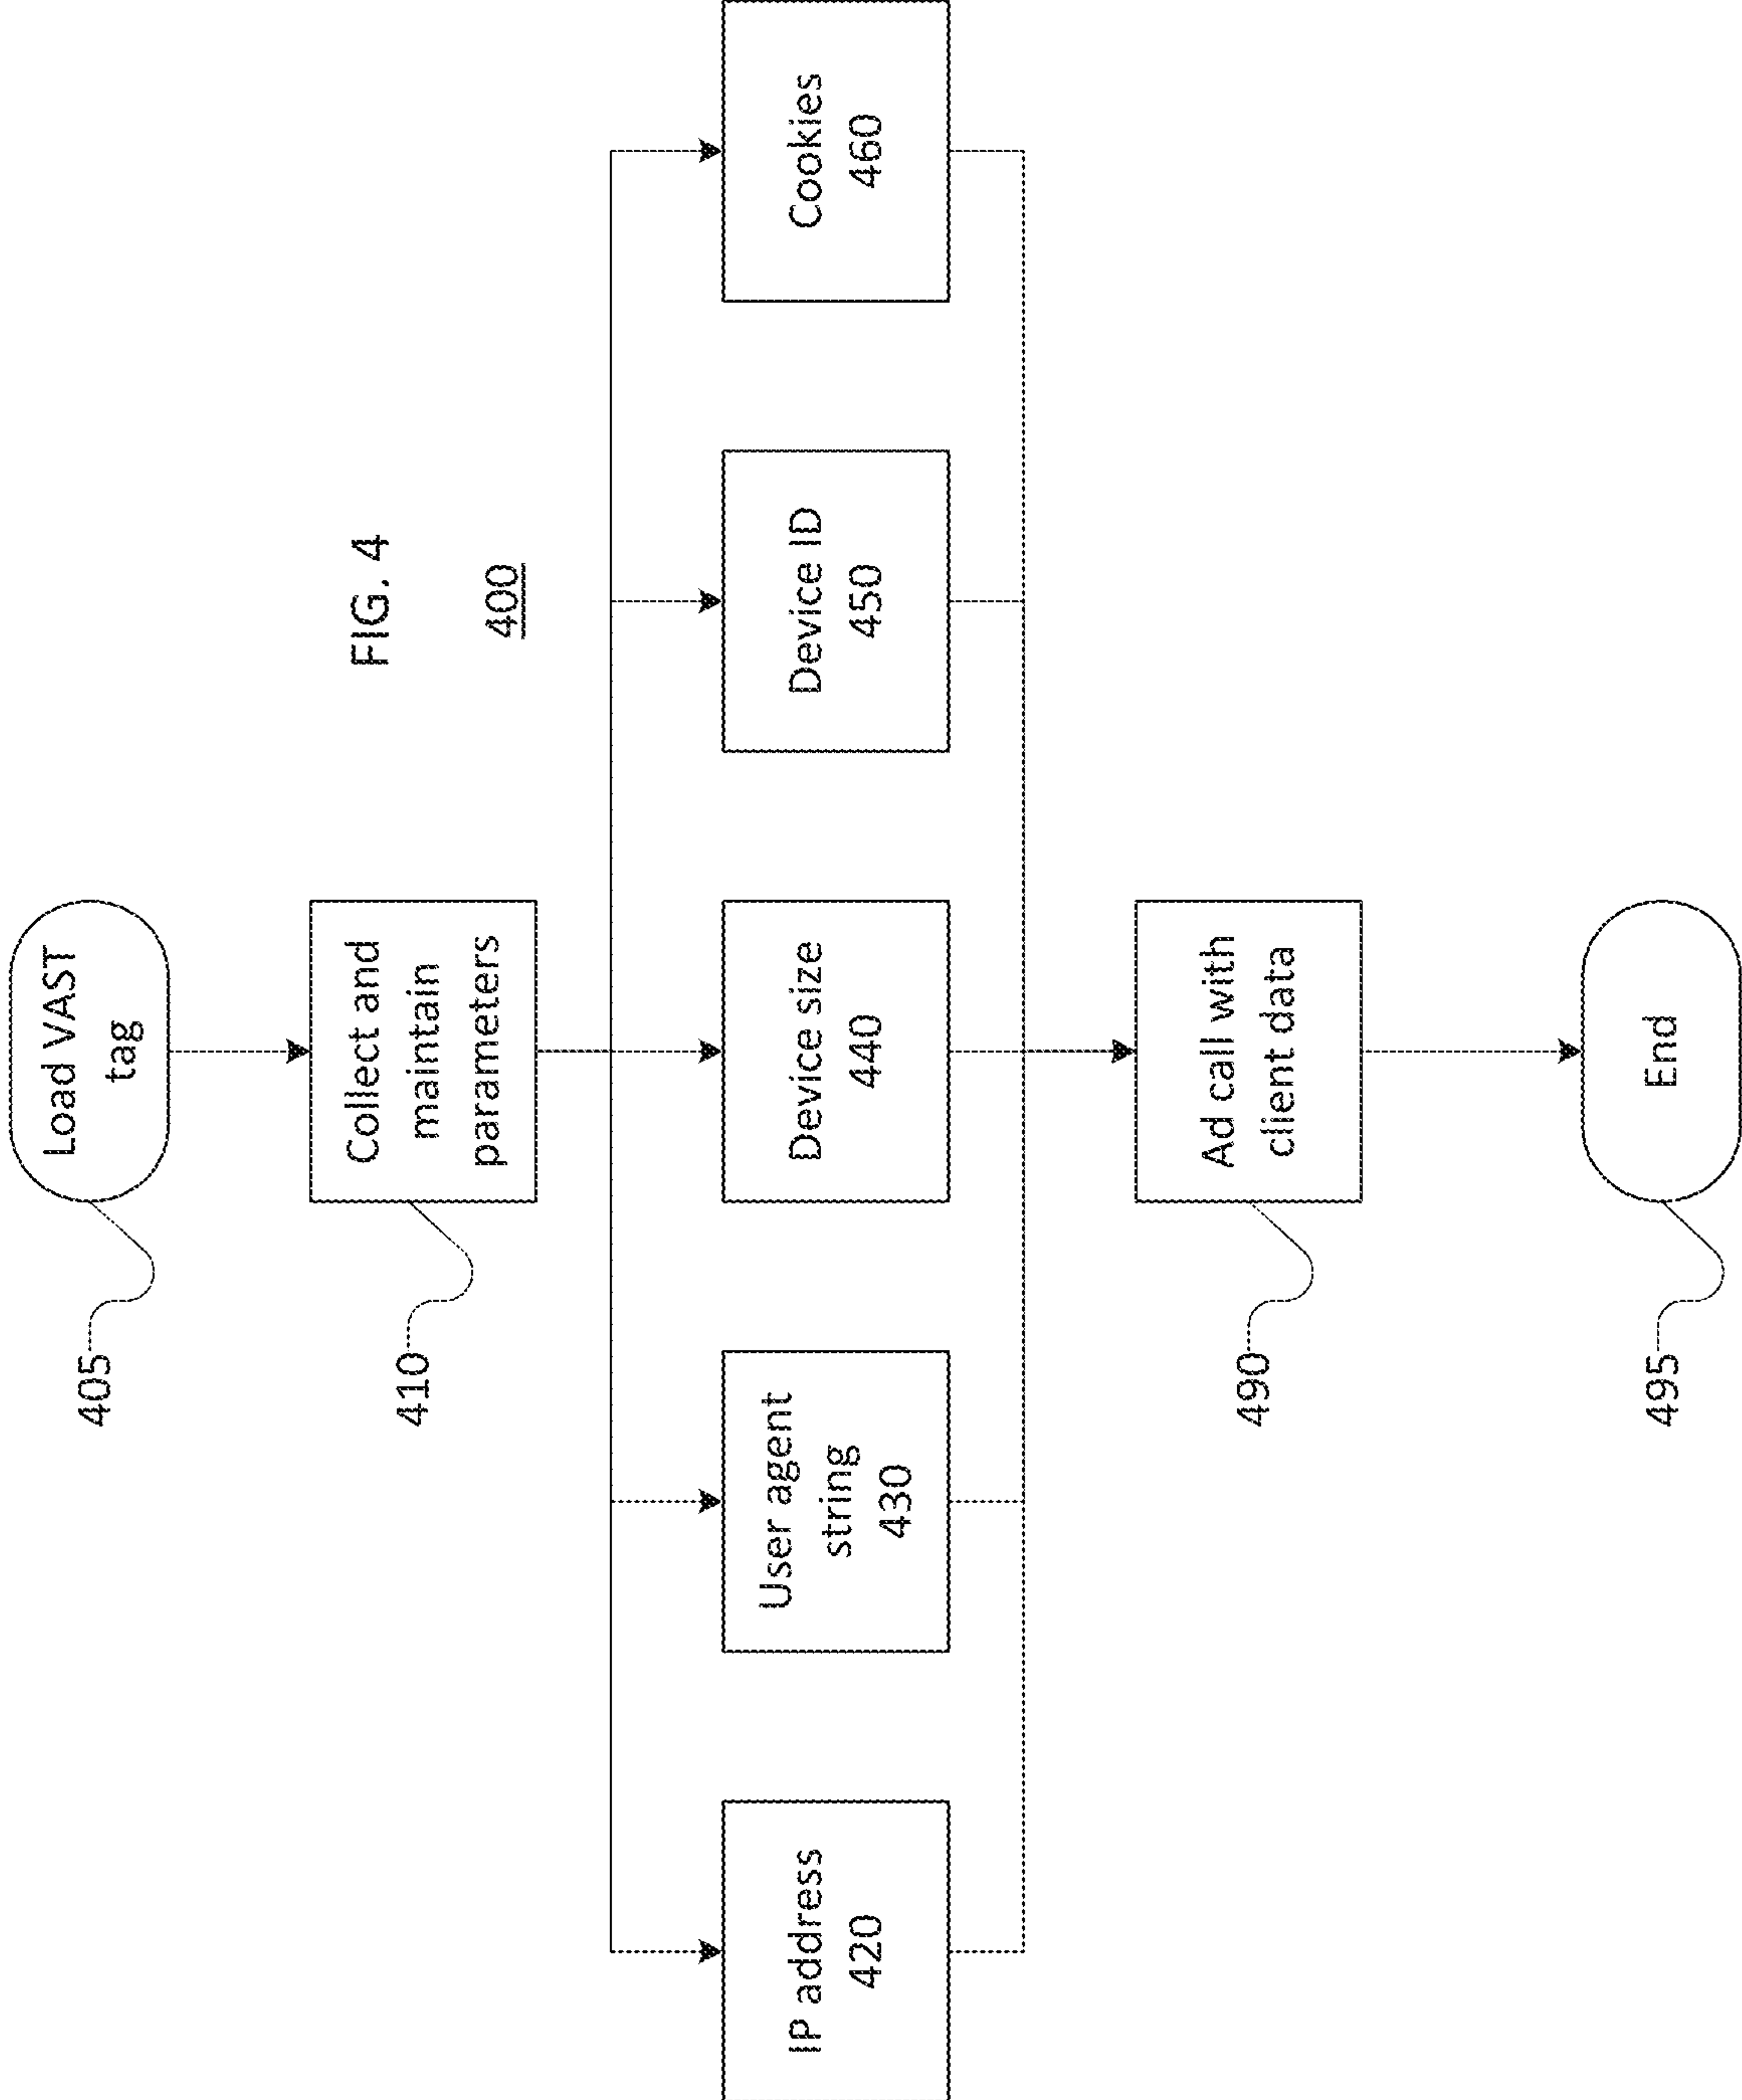 FIG. 4
400
405
Load VAST
tag
410
Collect and
maintain
parameters
IP address
420
User agent
string
430
Device size
440
Device ID
450
Cookies
460
490
Ad call with
client data
495
End